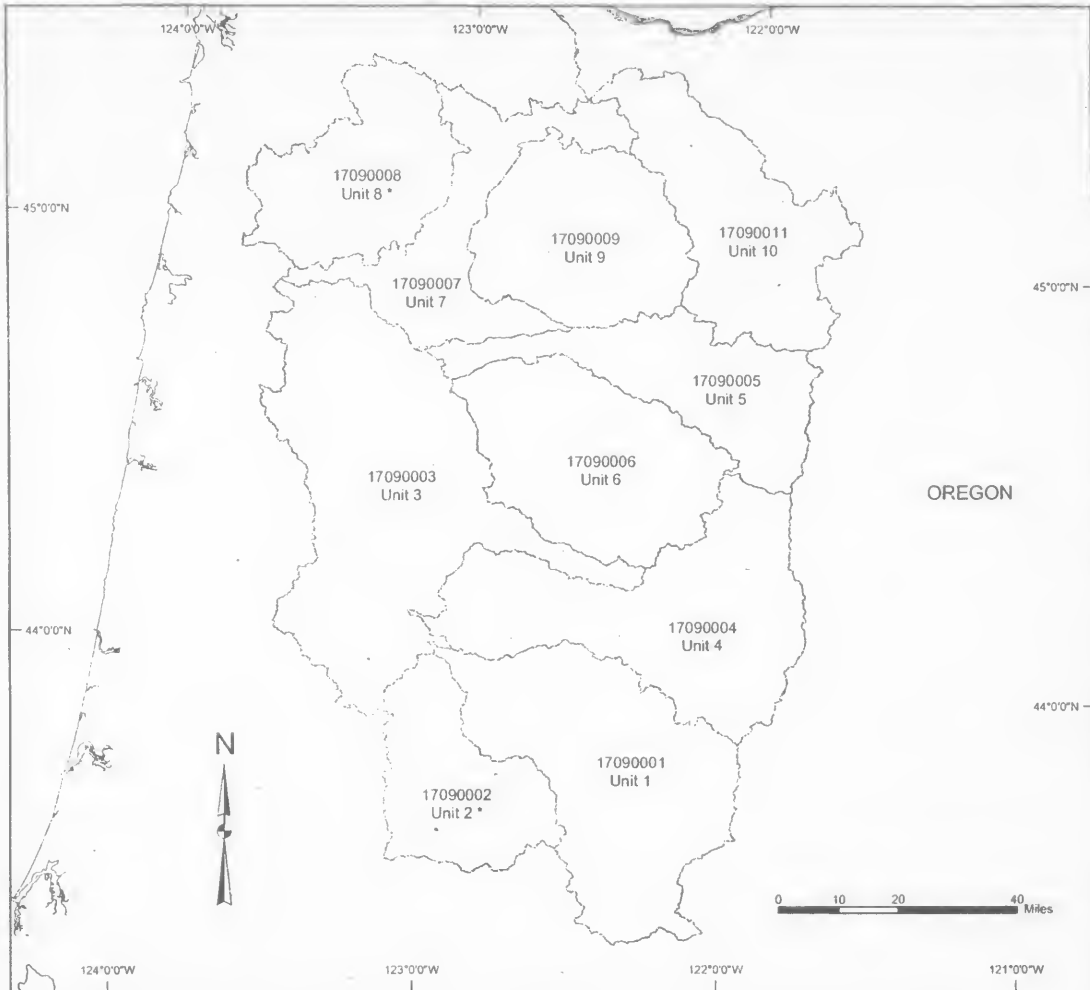 124°0'0"W 123°0'0"W 122°0'0"W
17090008
Unit 8 *
45°0'0"N
17090009
Unit 9
17090011
Unit 10
17090007
Unit 7
45°0'0"N
17090005
Unit 5
17090006
Unit 6
17090003
Unit 3
OREGON
17090004
Unit 4
44°0'0"N
44°0'0"N
N
17090001
Unit 1
17090002
Unit 2 *
0 10 20 40
Miles
124°0'0"W 123°0'0"W 122°0'0"W 121°0'0"W